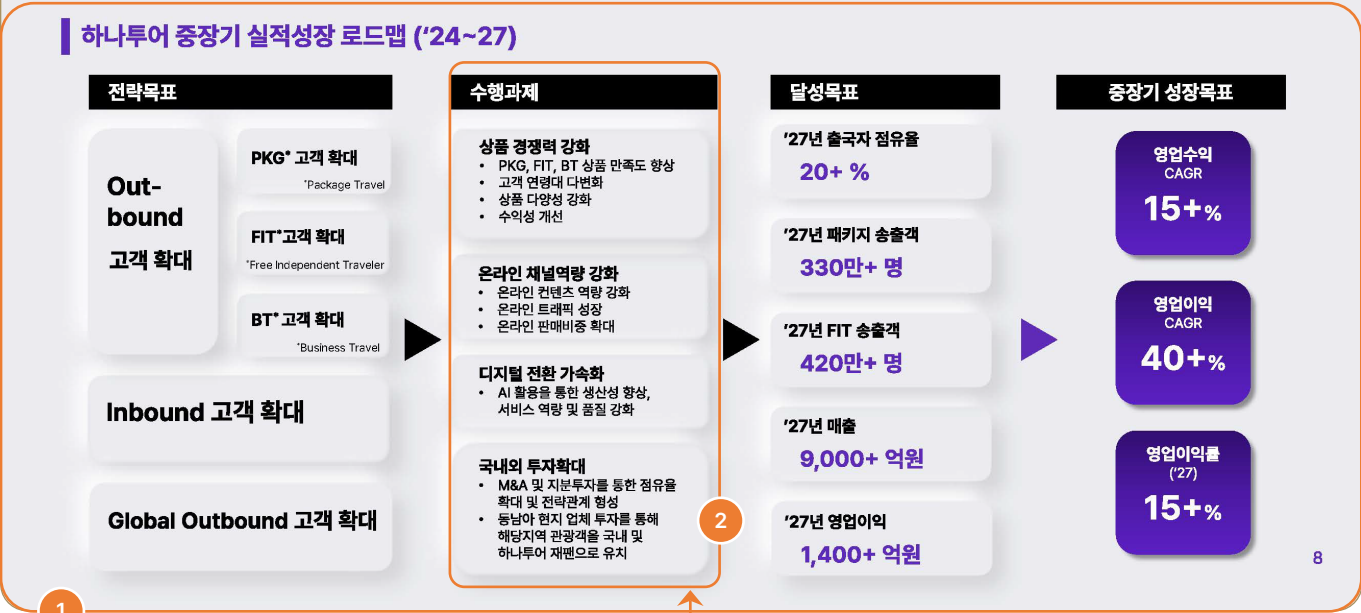 하나투어 중장기 실적성장 로드맵 (‘24~27)
전략목표
Out-
bound
고객 확대
PKG* 고객 확대
*Package Travel
FIT*고객 확대
*Free Independent Traveler
BT* 고객 확대
*Business Travel
Inbound 고객 확대
Global Outbound 고객 확대
수행과제
상품 경쟁력 강화
• PKG, FIT, BT 상품 만족도 향상
• 고객 연령대 다변화
• 상품 다양성 강화
• 수익성 개선
온라인 채널역량 강화
• 온라인 컨텐츠 역량 강화
• 온라인 트래픽 성장
• 온라인 판매비중 확대
디지털 전환 가속화
• AI 활용을 통한 생산성 향상,
서비스 역량 및 품질 강화
국내외 투자확대
• M&A 및 지분투자를 통한 점유율
확대 및 전략관계 형성
• 동남아 현지 업체 투자를 통해
해당지역 관광객을 국내 및
하나투어 재팬으로 유치
2
달성목표
’27년 출국자 점유율
20+ %
’27년 패키지 송출객
330만+ 명
’27년 FIT 송출객
420만+ 명
’27년 매출
9,000+ 억원
’27년 영업이익
1,400+ 억원
중장기 성장목표
영업수익
CAGR
15+%
영업이익
CAGR
40+%
영업이익률
(’27)
15+%
8
1